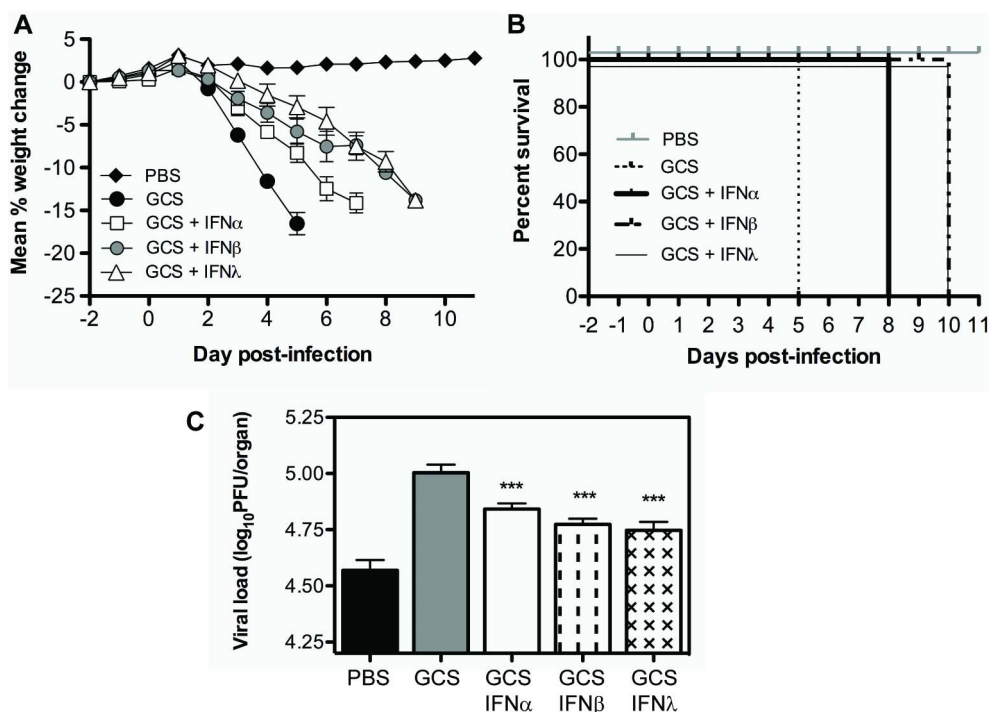 A
5
0
-5
-10
-15
-20
-25
Mean % weight change
PBS
GCS
GCS + IFNα
GCS + IFNβ
GCS + IFNλ
-2 0 2 4 6 8 10
Day post-infection
B
100
80
60
40
20
0
Percent survival
PBS
GCS
GCS + IFNα
GCS + IFNβ
GCS + IFNλ
-2 -1 0 1 2 3 4 5 6 7 8 9 10 11
Days post-infection
C
5.25
5.00
4.75
4.50
4.25
Viral load (log10PFU/organ)
*** *** ***
PBS GCS GCS GCS GCS
IFNα IFNβ IFNλ